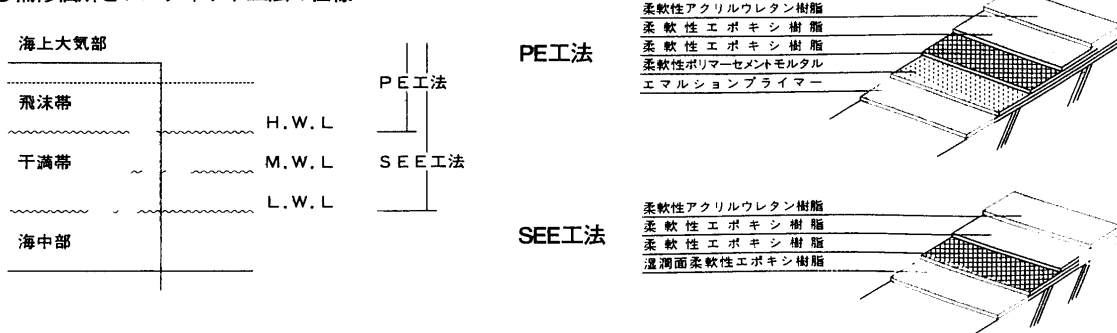 海上大気部
飛沫帯
干満帯
海中部
H.W.L
M.W.L
L.W.L
PE工法
SEE工法
PE工法
柔軟性アクリルウレタン樹脂
柔軟性エポキシ樹脂
柔軟性エポキシ樹脂
柔軟性ポリマーセメントモルタル
エマルションプライマー
SEE工法
柔軟性アクリルウレタン樹脂
柔軟性エポキシ樹脂
柔軟性エポキシ樹脂
湿潤面柔軟性エポキシ樹脂